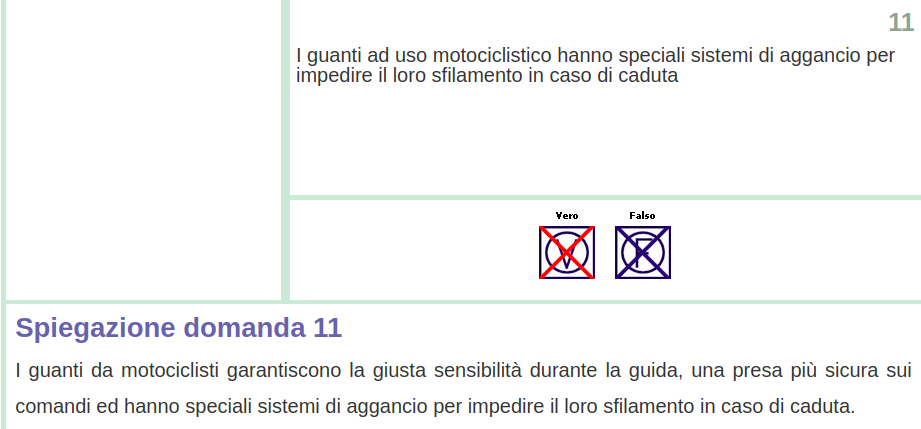 11
I guanti ad uso motociclistico hanno speciali sistemi di aggancio per
impedire il loro sfilamento in caso di caduta
Vero Falso
V F
Spiegazione domanda 11
I guanti da motociclisti garantiscono la giusta sensibilità durante la guida, una presa più sicura sui
comandi ed hanno speciali sistemi di aggancio per impedire il loro sfilamento in caso di caduta.